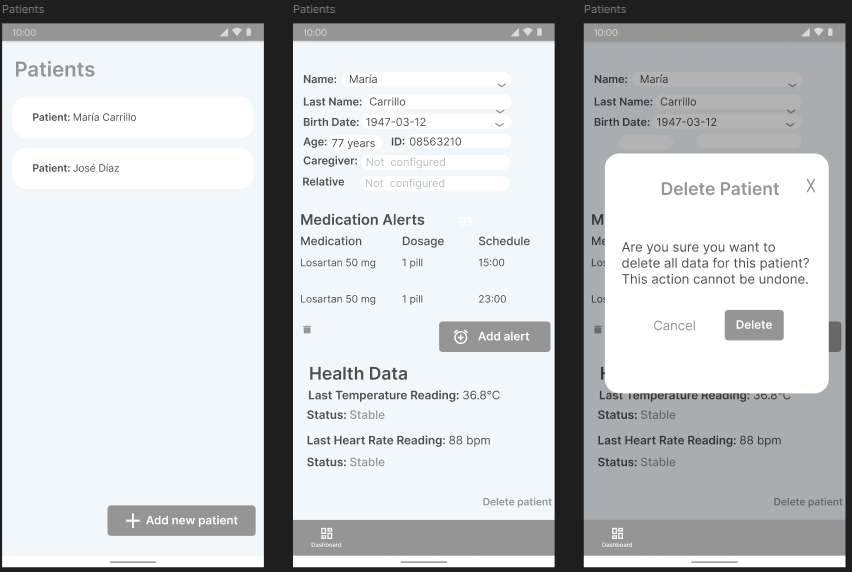 Patients
10:00
Patients
Patient: María Carrillo
Patient: José Díaz
Add new patient
Patients
10:00
Name: María
Last Name: Carrillo
Birth Date: 1947-03-12
Age: 77 years ID: 08563210
Caregiver: Not configured
Relative Not configured
Medication Alerts
Medication Dosage Schedule
Losartan 50 mg 1 pill 15:00
Losartan 50 mg 1 pill 23:00
Add alert
Health Data
Last Temperature Reading: 36.8°C
Status: Stable
Last Heart Rate Reading: 88 bpm
Status: Stable
Delete patient
Dashboard
Patients
10:00
Name: María
Last Name: Carrillo
Birth Date: 1947-03-12
Delete Patient X
Are you sure you want to
delete all data for this patient?
This action cannot be undone.
Cancel Delete
M
Me
Los
Los
H
Last Temperature Reading: 36.8°C
Status: Stable
Last Heart Rate Reading: 88 bpm
Status: Stable
Delete patient
Dashboard